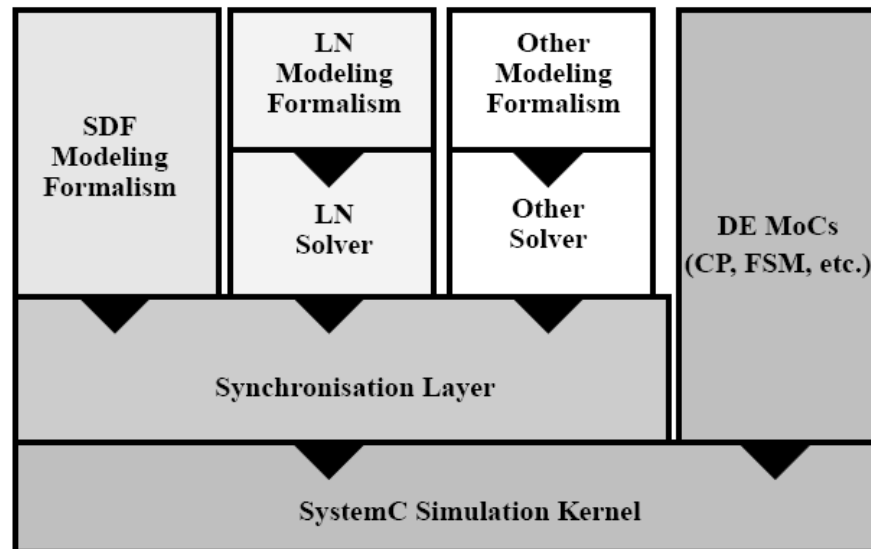 SDF
Modeling
Formalism
LN
Modeling
Formalism
LN
Solver
Other
Modeling
Formalism
Other
Solver
DE MoCs
(CP, FSM, etc.)
Synchronisation Layer
SystemC Simulation Kernel